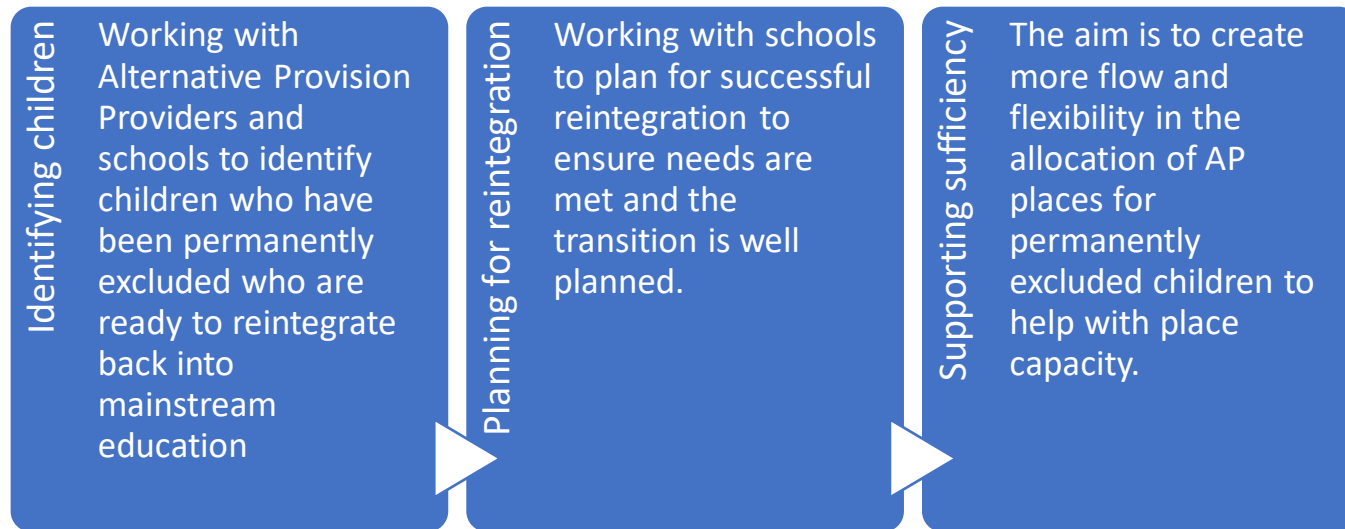 Identifying children
Working with
Alternative Provision
Providers and
schools to identify
children who have
been permanently
excluded who are
ready to reintegrate
back into
mainstream
education
Planning for reintegration
Working with schools
to plan for successful
reintegration to
ensure needs are
met and the
transition is well
planned.
Supporting sufficiency
The aim is to create
more flow and
flexibility in the
allocation of AP
places for
permanently
excluded children to
help with place
capacity.